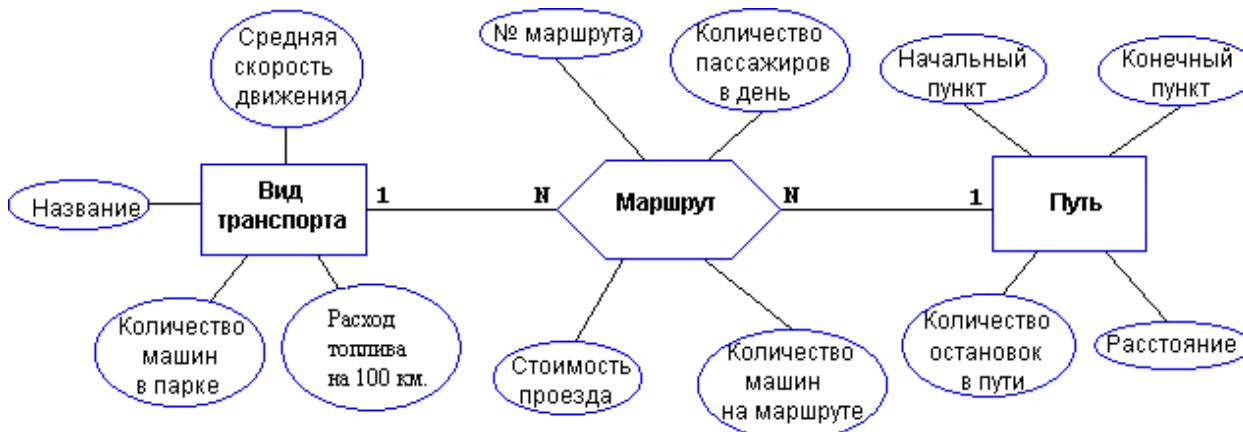 Средняя
скорость
движения
№ маршрута
Количество
пассажиров
в день
Начальный
пункт
Конечный
пункт
Название
Вид
транспорта
1
N
Маршрут
N
1
Путь
Количество
машин
в парке
Расход
топлива
на 100 км.
Стоимость
проезда
Количество
машин
на маршруте
Количество
остановок
в пути
Расстояние